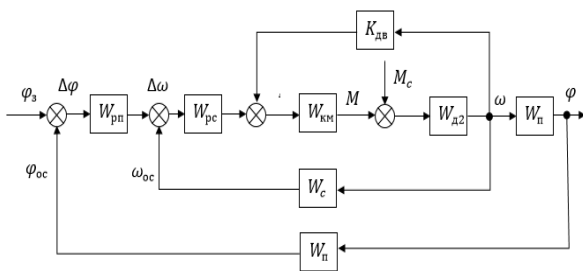 K_дв
φ_з
Δφ
W_рп
Δω
W_рс
W_км
M
M_c
W_д2
ω
W_п
φ
φ_ос
ω_ос
W_c
W_п